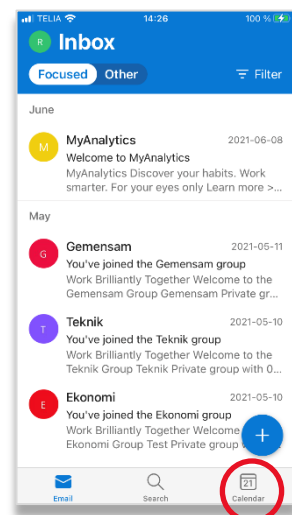 TELIA 14:26 100 %
R Inbox
Focused Other Filter
June
M MyAnalytics 2021-06-08
Welcome to MyAnalytics
MyAnalytics Discover your habits. Work
smarter. For your eyes only Learn more >...
May
G Gemensam 2021-05-11
You've joined the Gemensam group
Work Brilliantly Together Welcome to the
Gemensam Group Gemensam Private gr...
T Teknik 2021-05-10
You've joined the Teknik group
Work Brilliantly Together Welcome to the
Teknik Group Teknik Private group with 0...
E Ekonomi 2021-05-10
You've joined the Ekonomi group
Work Brilliantly Together Welcome
Ekonomi Group Test Private group
21
Email Search Calendar